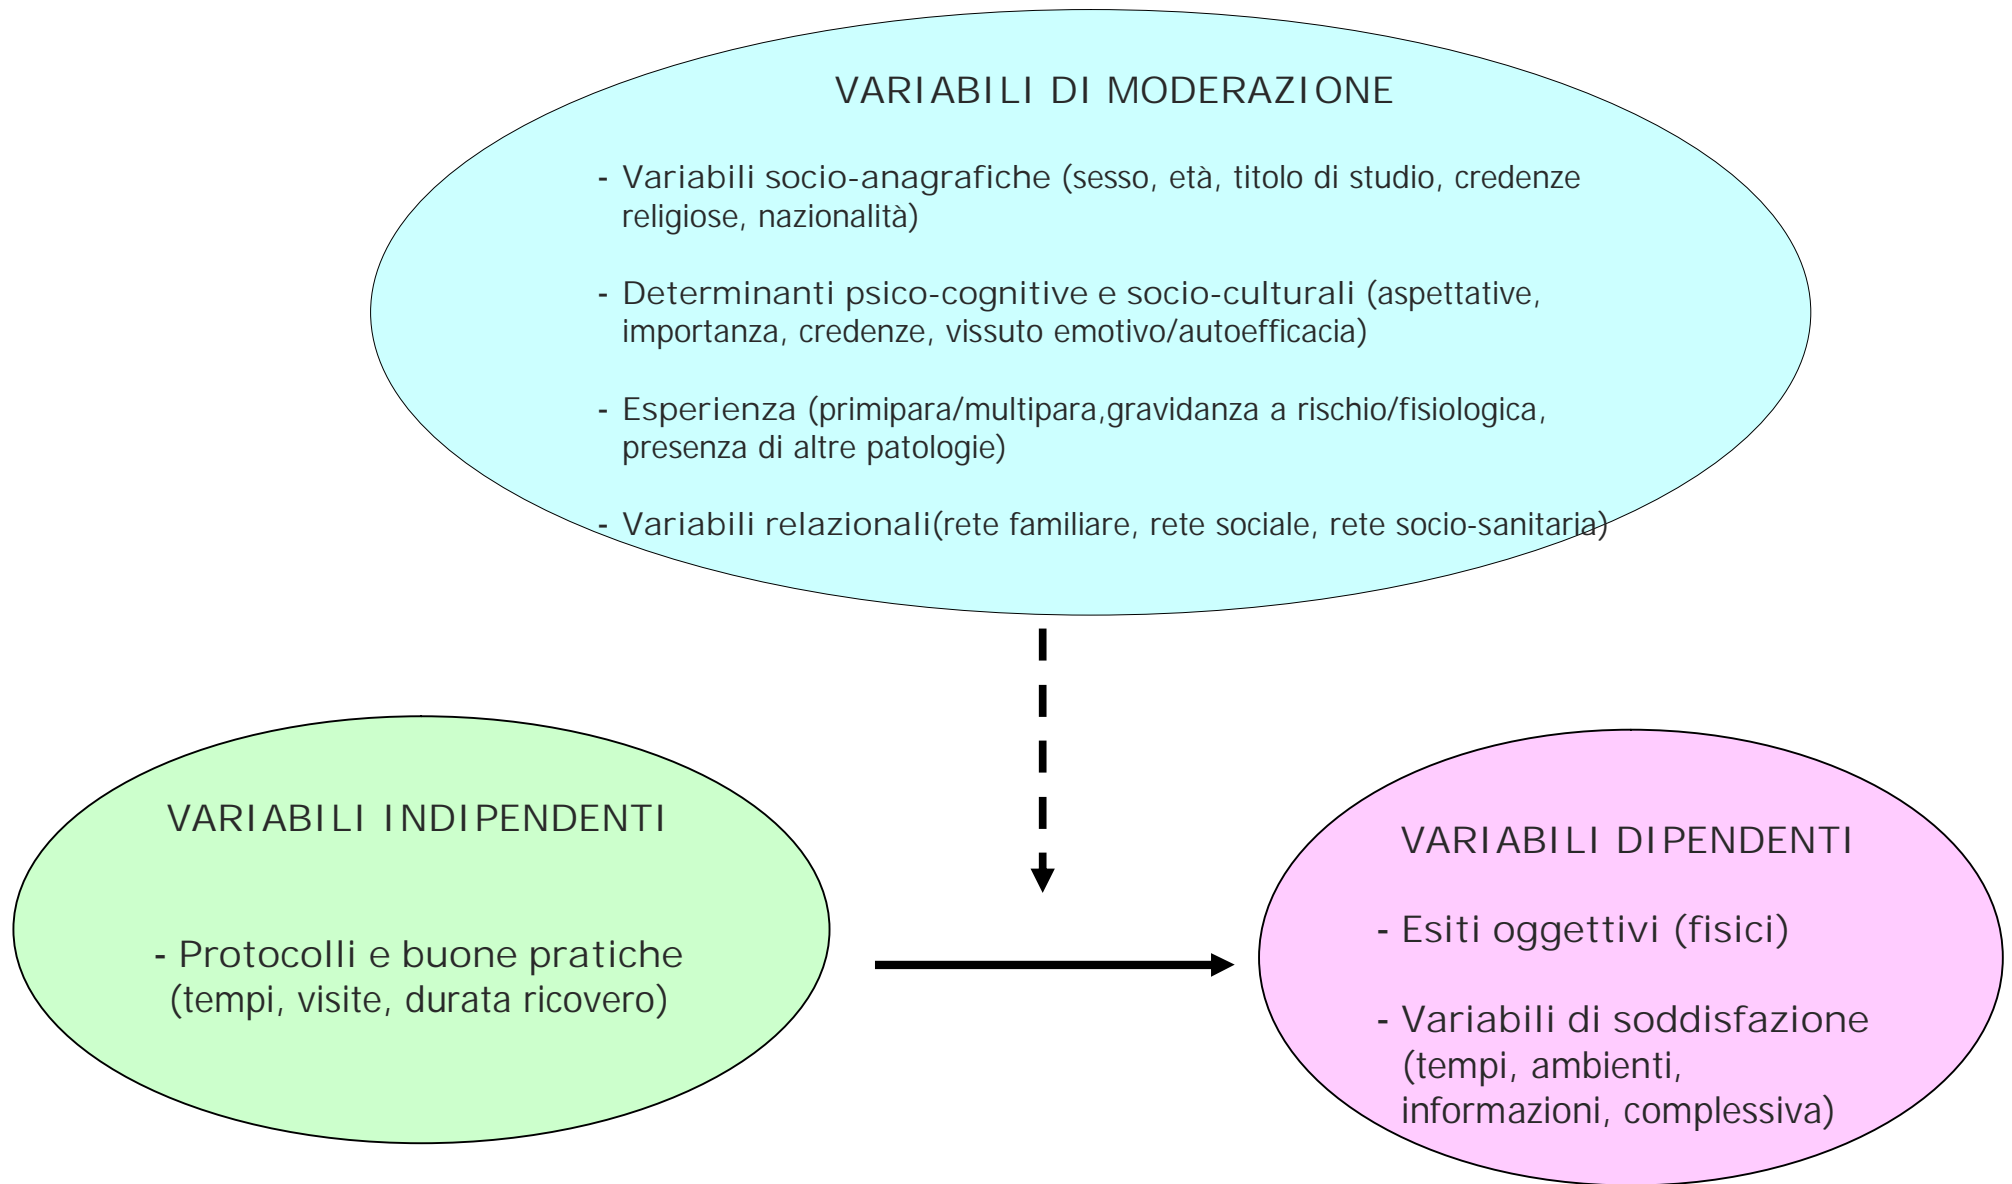 VARIABILI DI MODERAZIONE
- Variabili socio-anagrafiche (sesso, età, titolo di studio, credenze
religiose, nazionalità)
- Determinanti psico-cognitive e socio-culturali (aspettative,
importanza, credenze, vissuto emotivo/autoefficacia)
- Esperienza (primipara/multipara,gravidanza a rischio/fisiologica,
presenza di altre patologie)
- Variabili relazionali(rete familiare, rete sociale, rete socio-sanitaria)
VARIABILI INDIPENDENTI
- Protocolli e buone pratiche
(tempi, visite, durata ricovero)
VARIABILI DIPENDENTI
- Esiti oggettivi (fisici)
- Variabili di soddisfazione
(tempi, ambienti,
informazioni, complessiva)